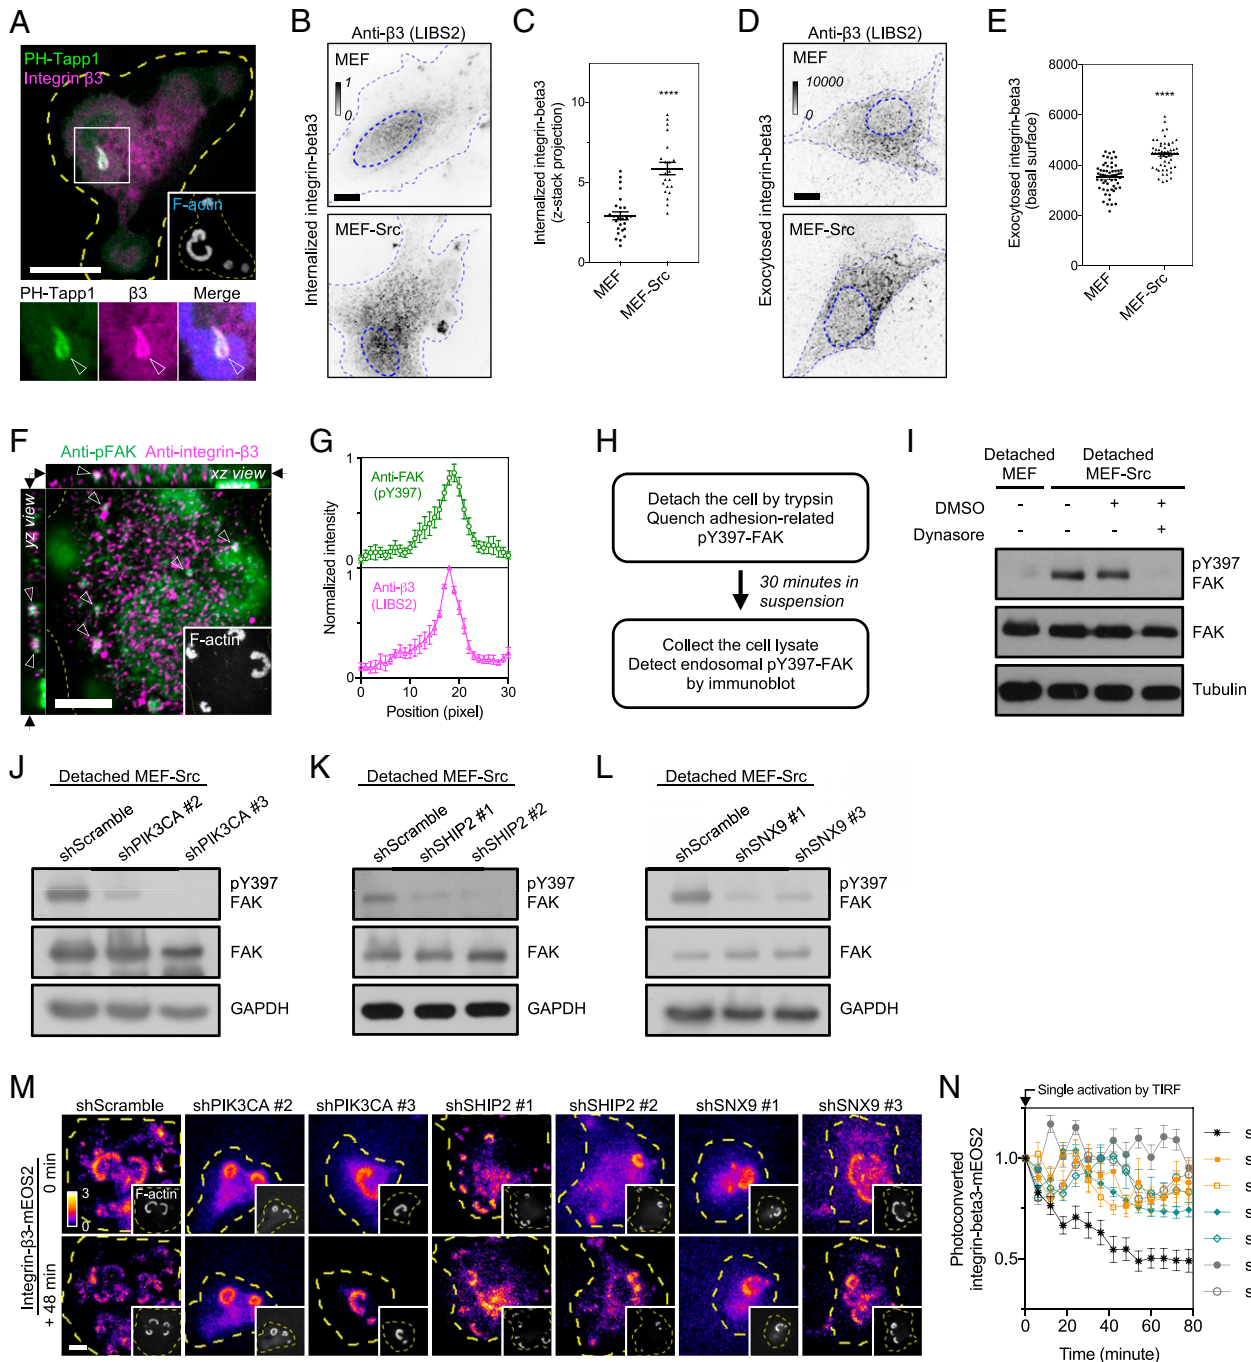 A
PH-Tapp1
Integrin β3
F-actin
PH-Tapp1 β3 Merge
B
Anti-β3 (LIBS2)
Internalized integrin-beta3
MEF
1
0
MEF-Src
C
Internalized integrin-beta3
(z-stack projection)
10
5
0
****
MEF
MEF-Src
D
Anti-β3 (LIBS2)
Exocytosed integrin-beta3
MEF
10000
0
MEF-Src
E
Exocytosed integrin-beta3
(basal surface)
8000
6000
4000
2000
0
****
MEF
MEF-Src
F
Anti-pFAK Anti-integrin-β3
xz view
yz view
F-actin
G
Normalized intensity
1
Anti-FAK
(pY397)
0
1
Anti-β3
(LIBS2)
0
0 10 20 30
Position (pixel)
H
Detach the cell by trypsin
Quench adhesion-related
pY397-FAK
30 minutes in
suspension
Collect the cell lysate
Detect endosomal pY397-FAK
by immunoblot
I
Detached
MEF
Detached
MEF-Src
- - + + DMSO
- - - + Dynasore
pY397
FAK
FAK
Tubulin
J
Detached MEF-Src
shScramble
shPIK3CA #2
shPIK3CA #3
pY397
FAK
FAK
GAPDH
K
Detached MEF-Src
shScramble
shSHIP2 #1
shSHIP2 #2
pY397
FAK
FAK
GAPDH
L
Detached MEF-Src
shScramble
shSNX9 #1
shSNX9 #3
pY397
FAK
FAK
GAPDH
M
shScramble shPIK3CA #2 shPIK3CA #3 shSHIP2 #1 shSHIP2 #2 shSNX9 #1 shSNX9 #3
Integrin-β3-mEOS2
0 min
3
0
F-actin
+ 48 min
N
Single activation by TIRF
Photoconverted
integrin-beta3-mEOS2
1.0
0.5
0 20 40 60 80
Time (minute)
s
s
s
s
s
s
s